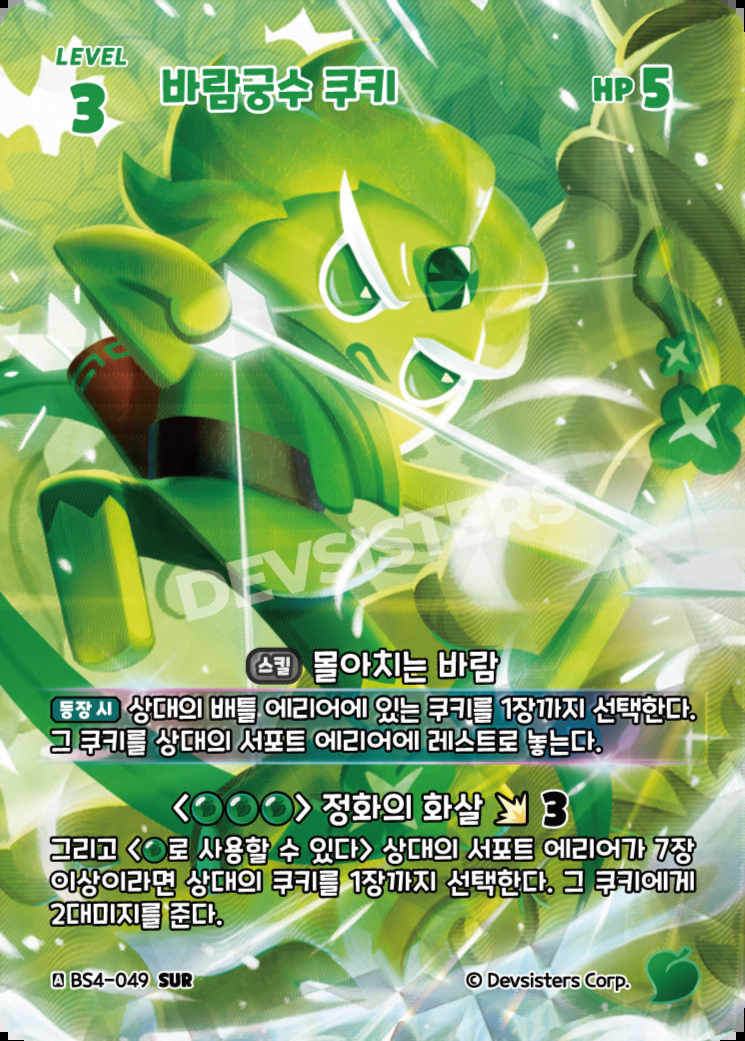 LEVEL
3
바람궁수 쿠키
HP 5
DEVSISTERS
스킬 몰아치는 바람
등장 시 상대의 배틀 에리어에 있는 쿠키를 1장까지 선택한다.
그 쿠키를 상대의 서포트 에리어에 레스트로 놓는다.
< > 정화의 화살 3
그리고 < 로 사용할 수 있다> 상대의 서포트 에리어가 7장
이상이라면 상대의 쿠키를 1장까지 선택한다. 그 쿠키에게
2대미지를 준다.
A BS4-049 SUR
© Devsisters Corp.